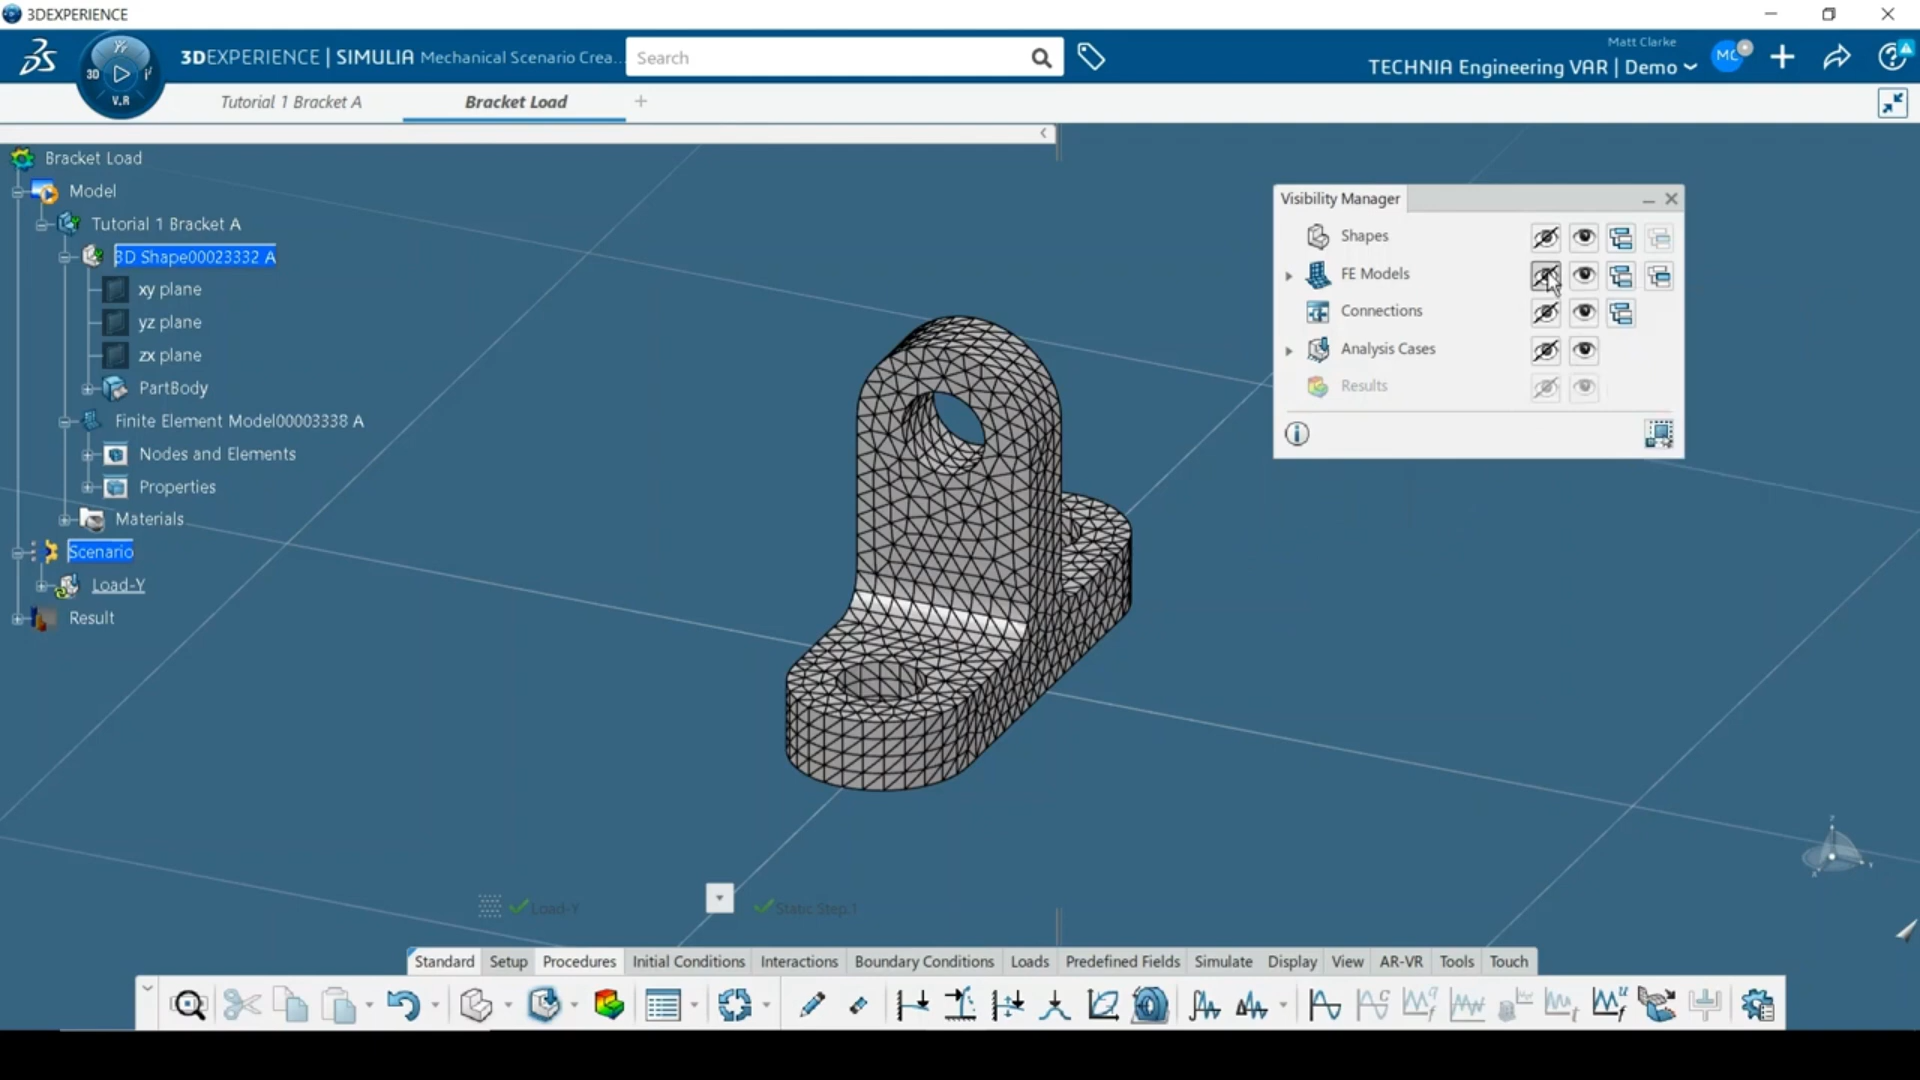 3DEXPERIENCE
3DEXPERIENCE | SIMULIA Mechanical Scenario Crea...
Search
Matt Clarke
TECHNIA Engineering VAR | Demo
MC
3D
V.R
Tutorial 1 Bracket A
Bracket Load
Bracket Load
Model
Tutorial 1 Bracket A
3D Shape00023332 A
xy plane
yz plane
zx plane
PartBody
Finite Element Model00003338 A
Nodes and Elements
Properties
Materials
Scenario
Load-Y
Result
Visibility Manager
Shapes
FE Models
Connections
Analysis Cases
Results
Load-Y
Static Step.1
Standard
Setup
Procedures
Initial Conditions
Interactions
Boundary Conditions
Loads
Predefined Fields
Simulate
Display
View
AR-VR
Tools
Touch